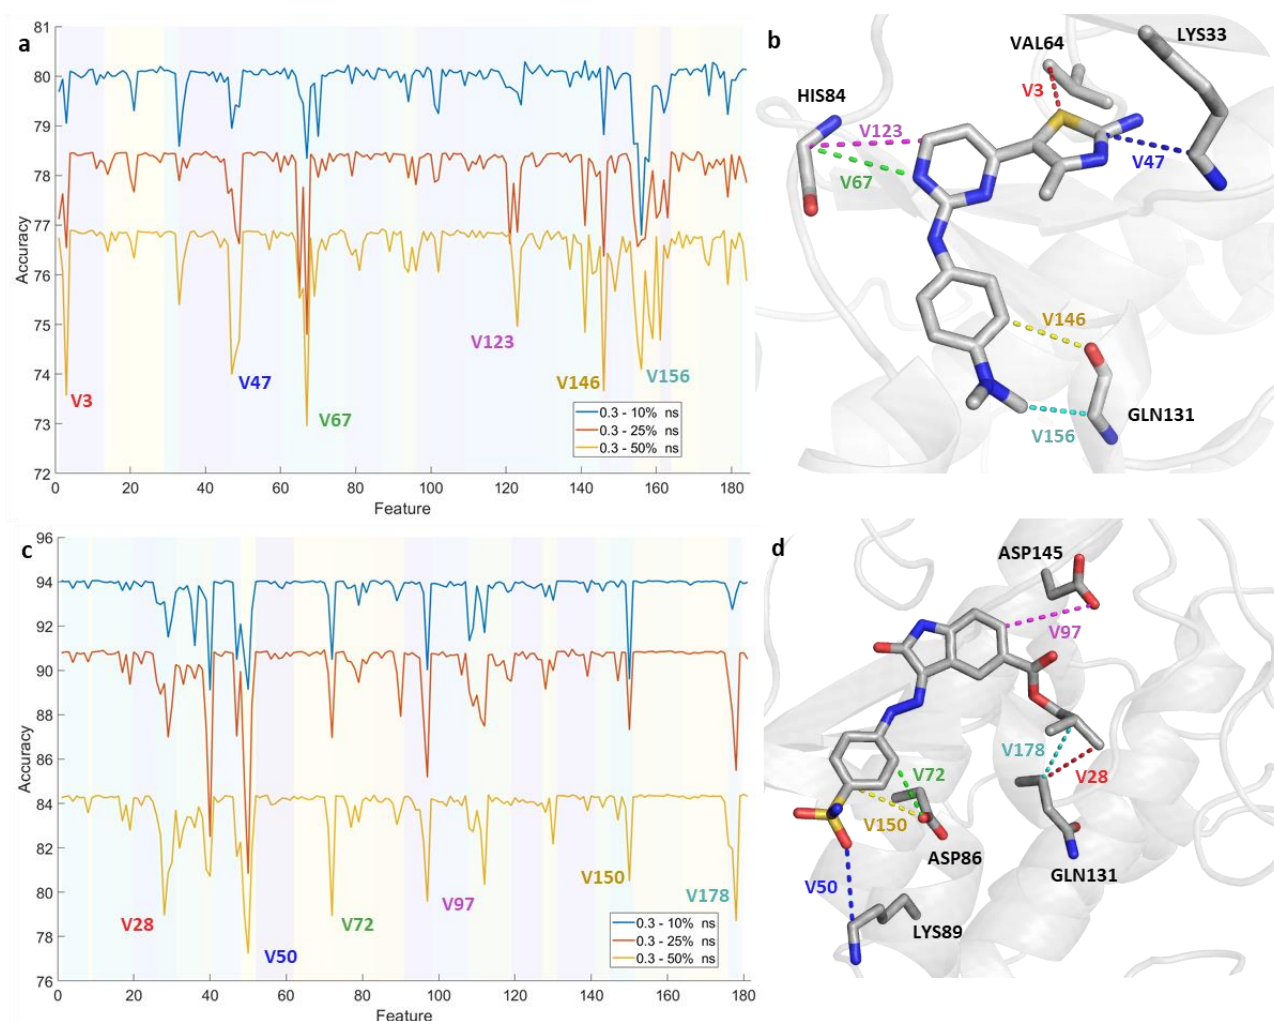 a
81
80
79
78
77
76
75
74
73
72
Accuracy
0 20 40 60 80 100 120 140 160 180
Feature
V3
V47
V67
V123
V146
V156
0.3 - 10% ns
0.3 - 25% ns
0.3 - 50% ns
b
VAL64
LYS33
HIS84
V3
V123
V47
V67
V146
GLN131
V156
c
96
94
92
90
88
86
84
82
80
78
76
Accuracy
0 20 40 60 80 100 120 140 160 180
Feature
V28
V50
V72
V97
V150
V178
0.3 - 10% ns
0.3 - 25% ns
0.3 - 50% ns
d
ASP145
V97
V178
V72
V28
V150
ASP86
GLN131
V50
LYS89